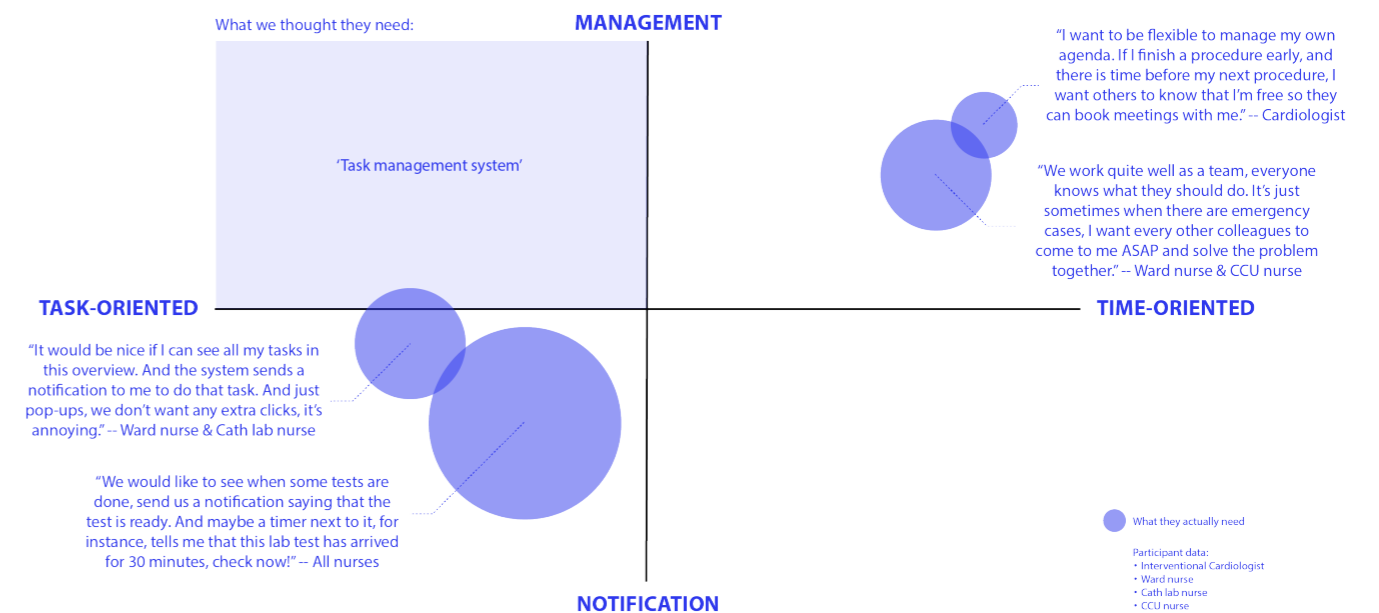 What we thought they need:
MANAGEMENT
‘Task management system’
“I want to be flexible to manage my own
agenda. If I finish a procedure early, and
there is time before my next procedure, I
want others to know that I’m free so they
can book meetings with me.” -- Cardiologist
“We work quite well as a team, everyone
knows what they should do. It’s just
sometimes when there are emergency
cases, I want every other colleagues to
come to me ASAP and solve the problem
together.” -- Ward nurse & CCU nurse
TASK-ORIENTED
TIME-ORIENTED
“It would be nice if I can see all my tasks in
this overview. And the system sends a
notification to me to do that task. And just
pop-ups, we don’t want any extra clicks, it’s
annoying.” -- Ward nurse & Cath lab nurse
“We would like to see when some tests are
done, send us a notification saying that the
test is ready. And maybe a timer next to it, for
instance, tells me that this lab test has arrived
for 30 minutes, check now!” -- All nurses
What they actually need
Participant data:
• Interventional Cardiologist
• Ward nurse
• Cath lab nurse
• CCU nurse
NOTIFICATION